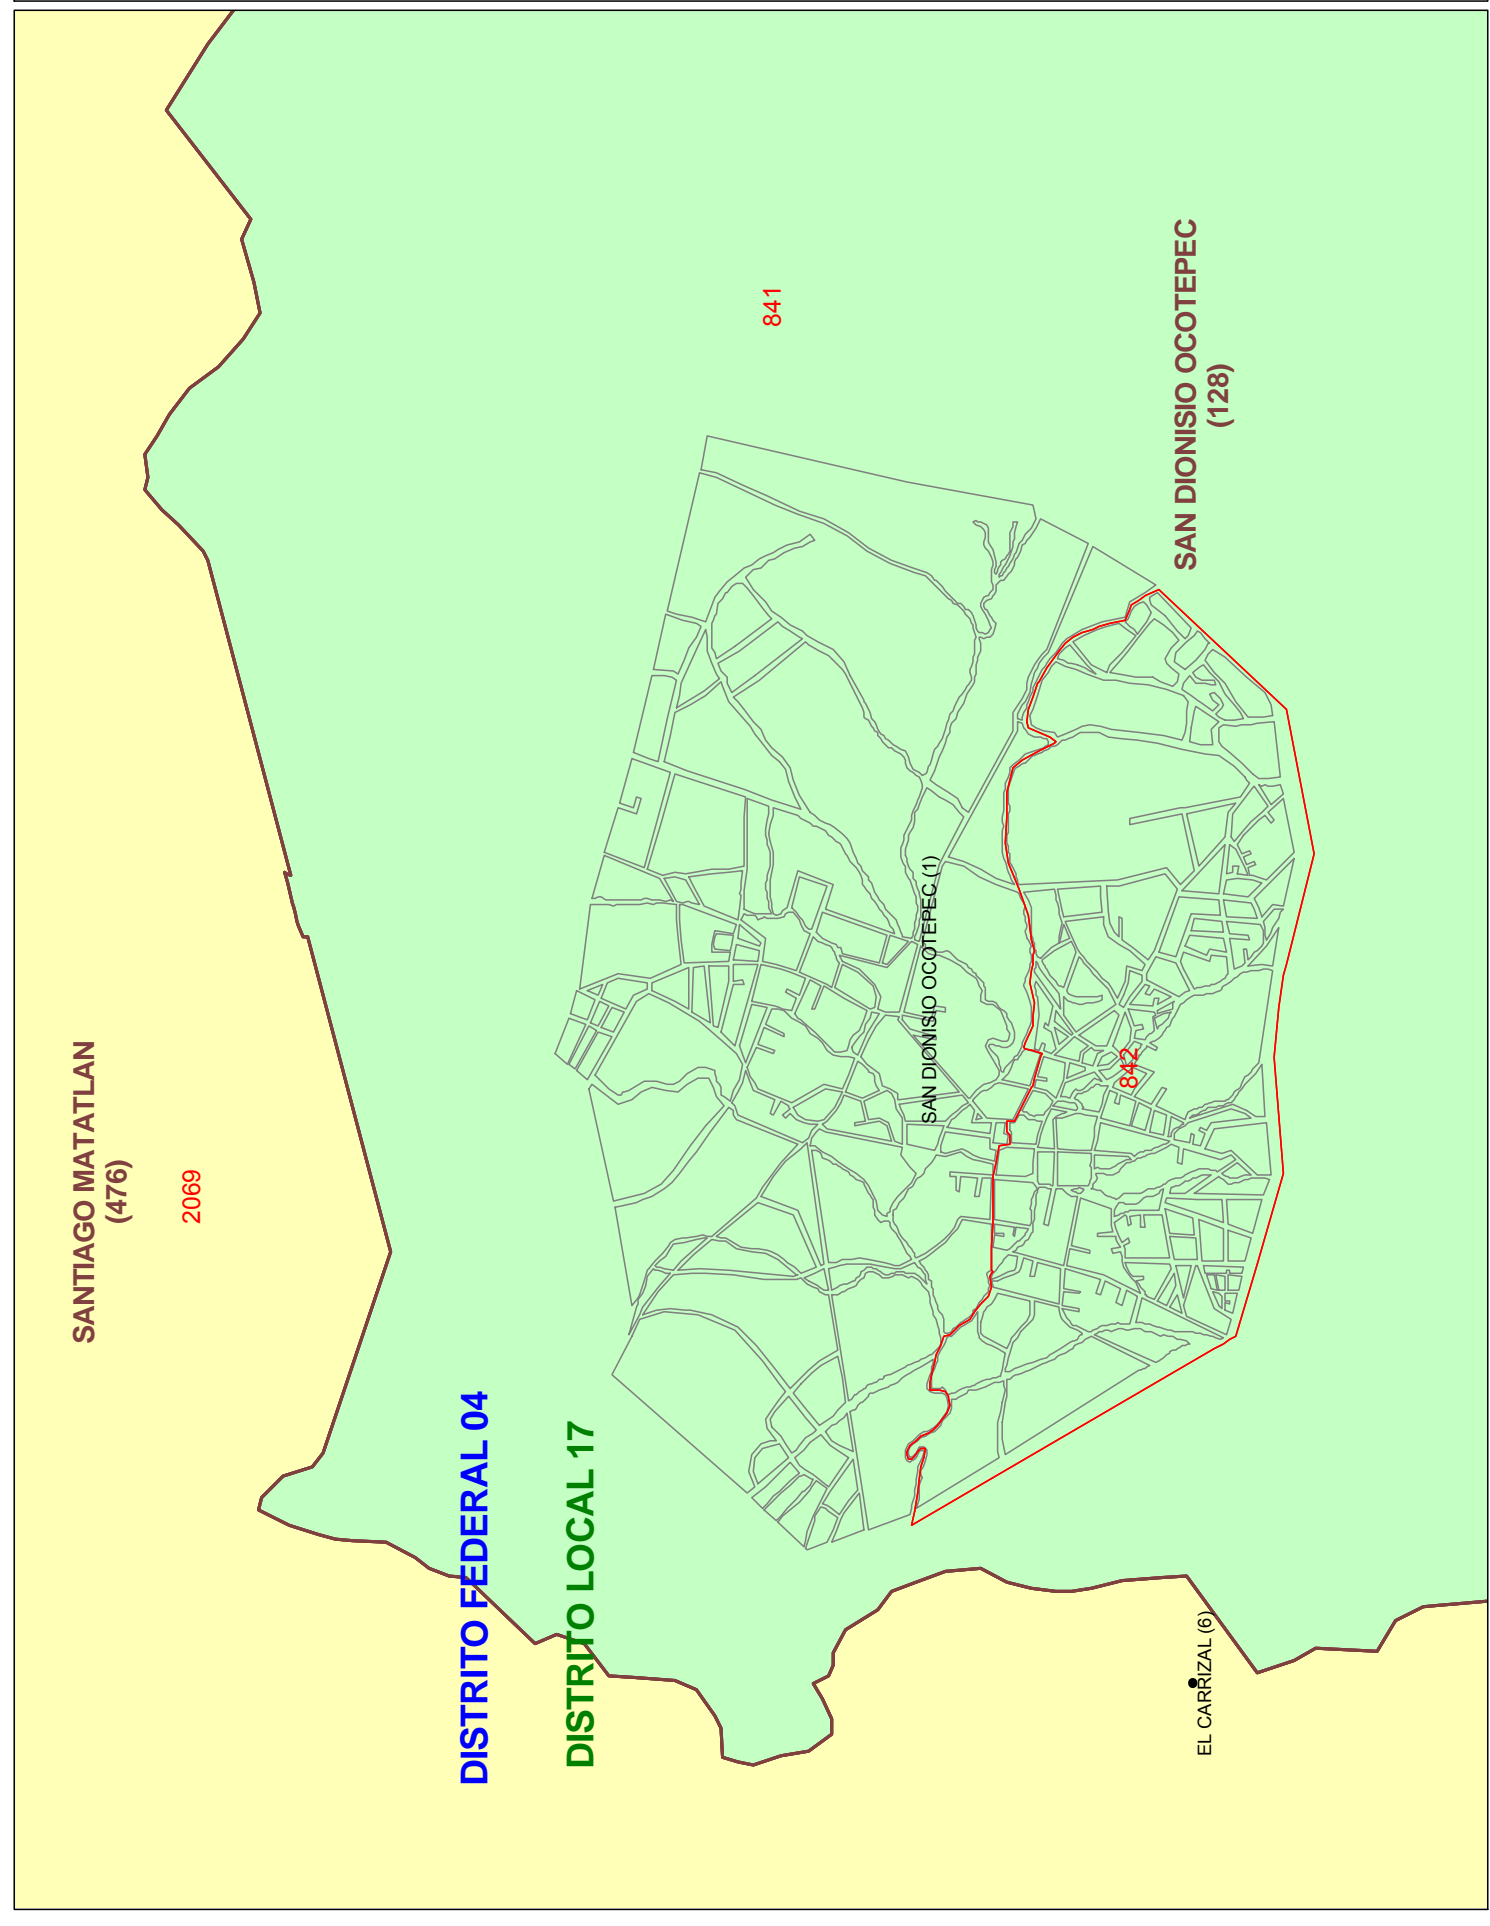 SANTIAGO MATATLAN
(476)
2069
DISTRITO FEDERAL 04
DISTRITO LOCAL 17
841
SAN DIONISIO OCOTEPEC (1)
842
SAN DIONISIO OCOTEPEC
(128)
EL CARRIZAL (6)